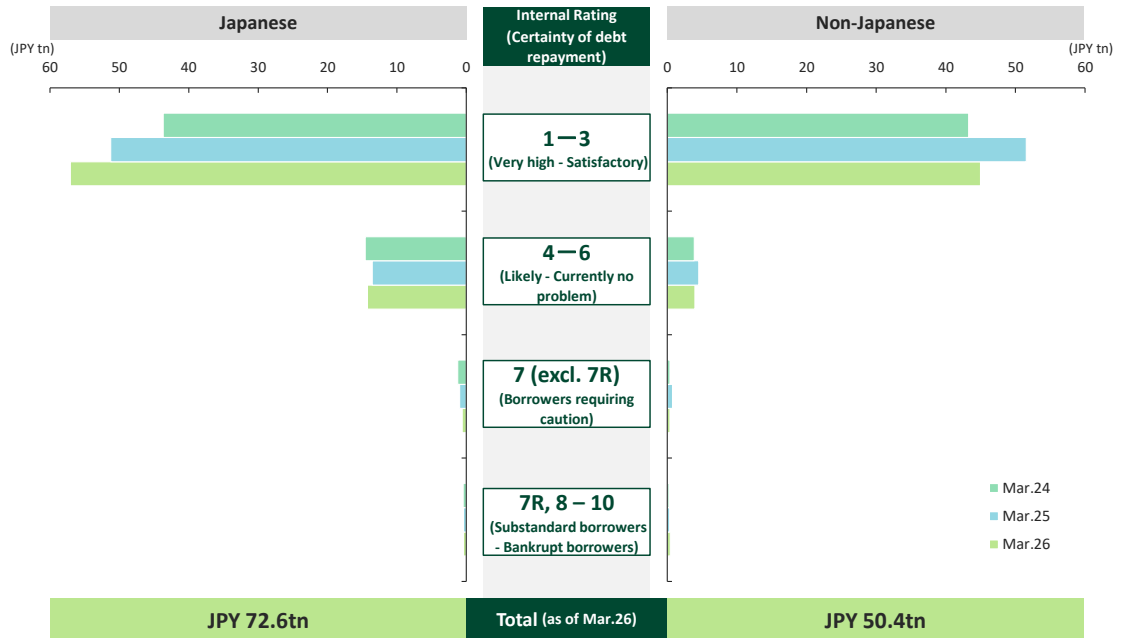 Japanese
Internal Rating
(Certainty of debt
repayment)
Non-Japanese
(JPY tn)
(JPY tn)
60 50 40 30 20 10 0
0 10 20 30 40 50 60
1—3
(Very high - Satisfactory)
4—6
(Likely - Currently no
problem)
7 (excl. 7R)
(Borrowers requiring
caution)
7R, 8 – 10
(Substandard borrowers
- Bankrupt borrowers)
Mar.24
Mar.25
Mar.26
JPY 72.6tn
Total (as of Mar.26)
JPY 50.4tn